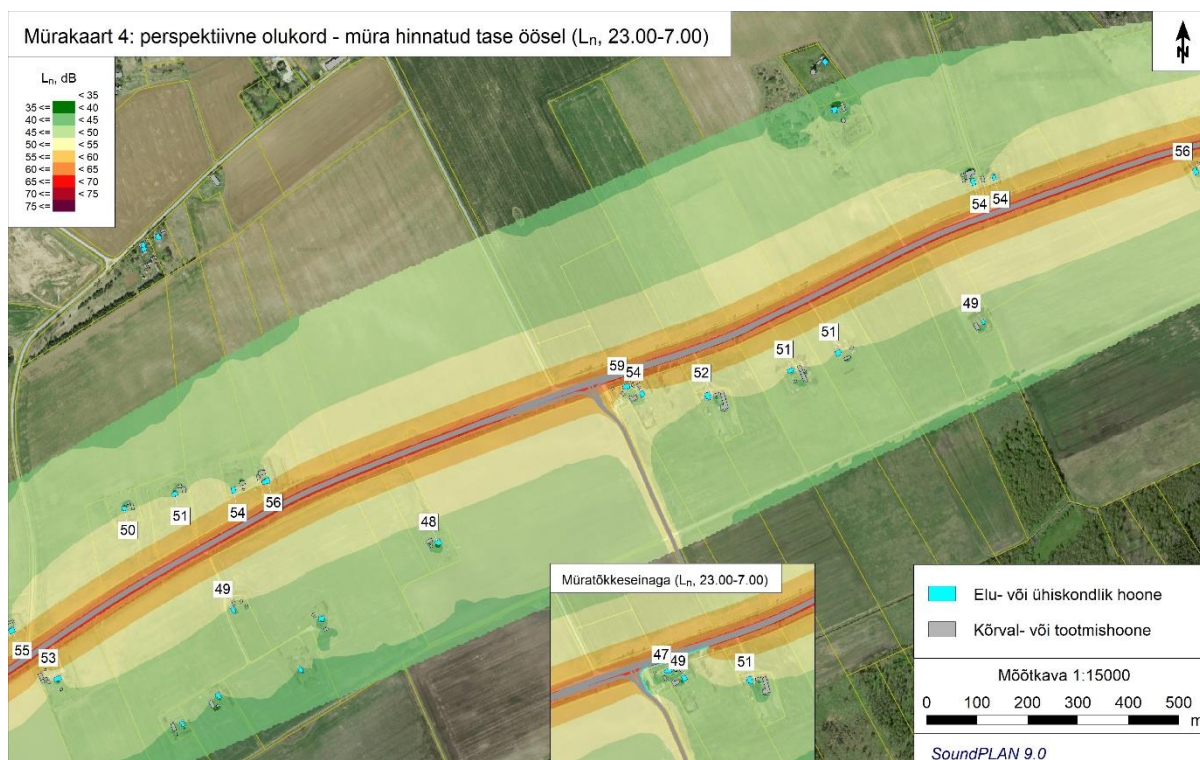 Mürakaart 4: perspektiivne olukord - müra hinnatud tase öösel (Ln, 23.00-7.00)
N
Ln, dB
< 35
35 <= < 40
40 <= < 45
45 <= < 50
50 <= < 55
55 <= < 60
60 <= < 65
65 <= < 70
70 <= < 75
75 <=
56
54 54
49
51
51
59
54
52
56
54
51
50
48
49
55
53
Müratõkkeseinaga (Ln, 23.00-7.00)
47
49
51
Elu- või ühiskondlik hoone
Kõrval- või tootmishoone
Mõõtkava 1:15000
0 100 200 300 400 500
m
SoundPLAN 9.0